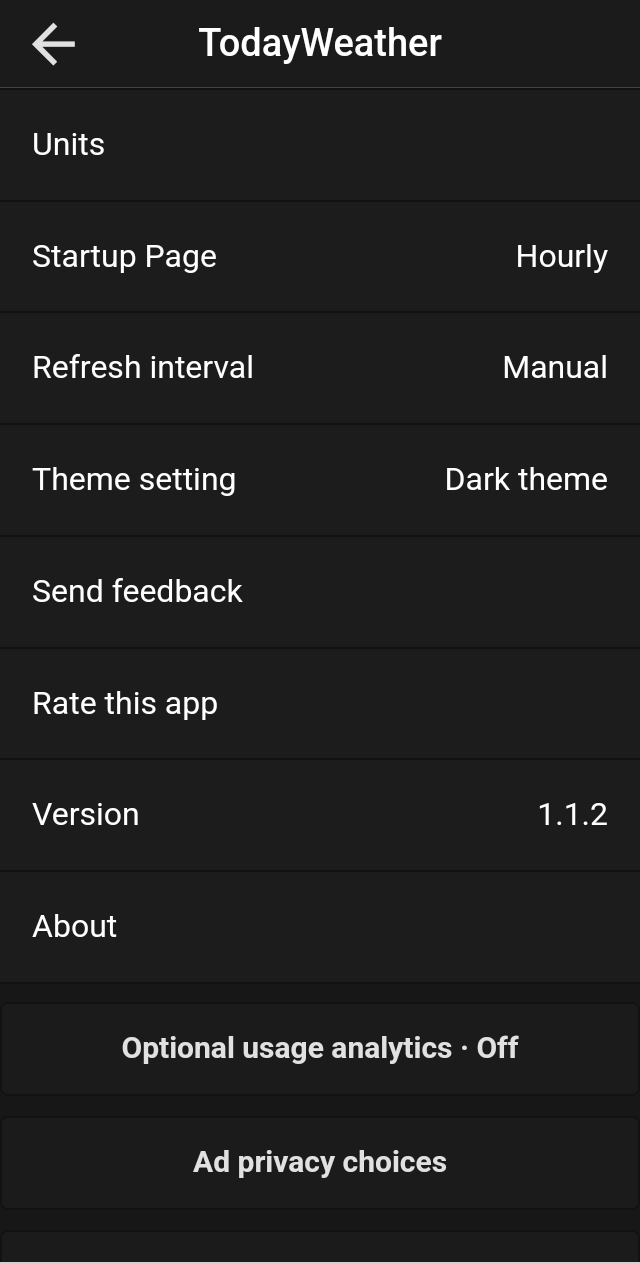 TodayWeather
Units
Startup Page Hourly
Refresh interval Manual
Theme setting Dark theme
Send feedback
Rate this app
Version 1.1.2
About
Optional usage analytics · Off
Ad privacy choices